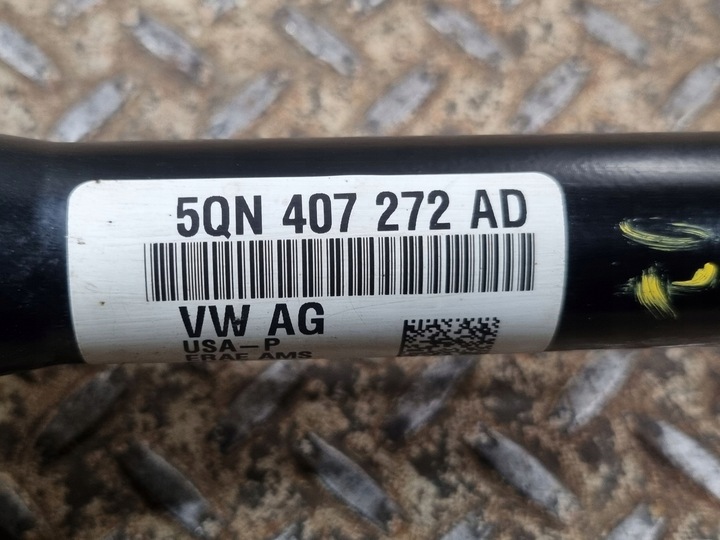 5QN 407 272 AD
VW AG
USA-P
ERAE AMS